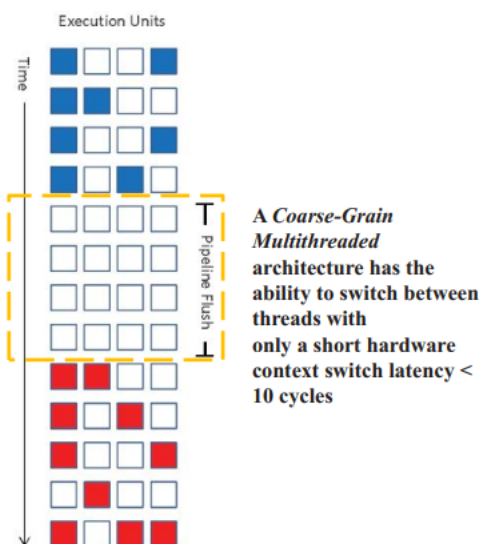 Execution Units
Time
Pipeline Flush
A Coarse-Grain
Multithreaded
architecture has the
ability to switch between
threads with
only a short hardware
context switch latency <
10 cycles